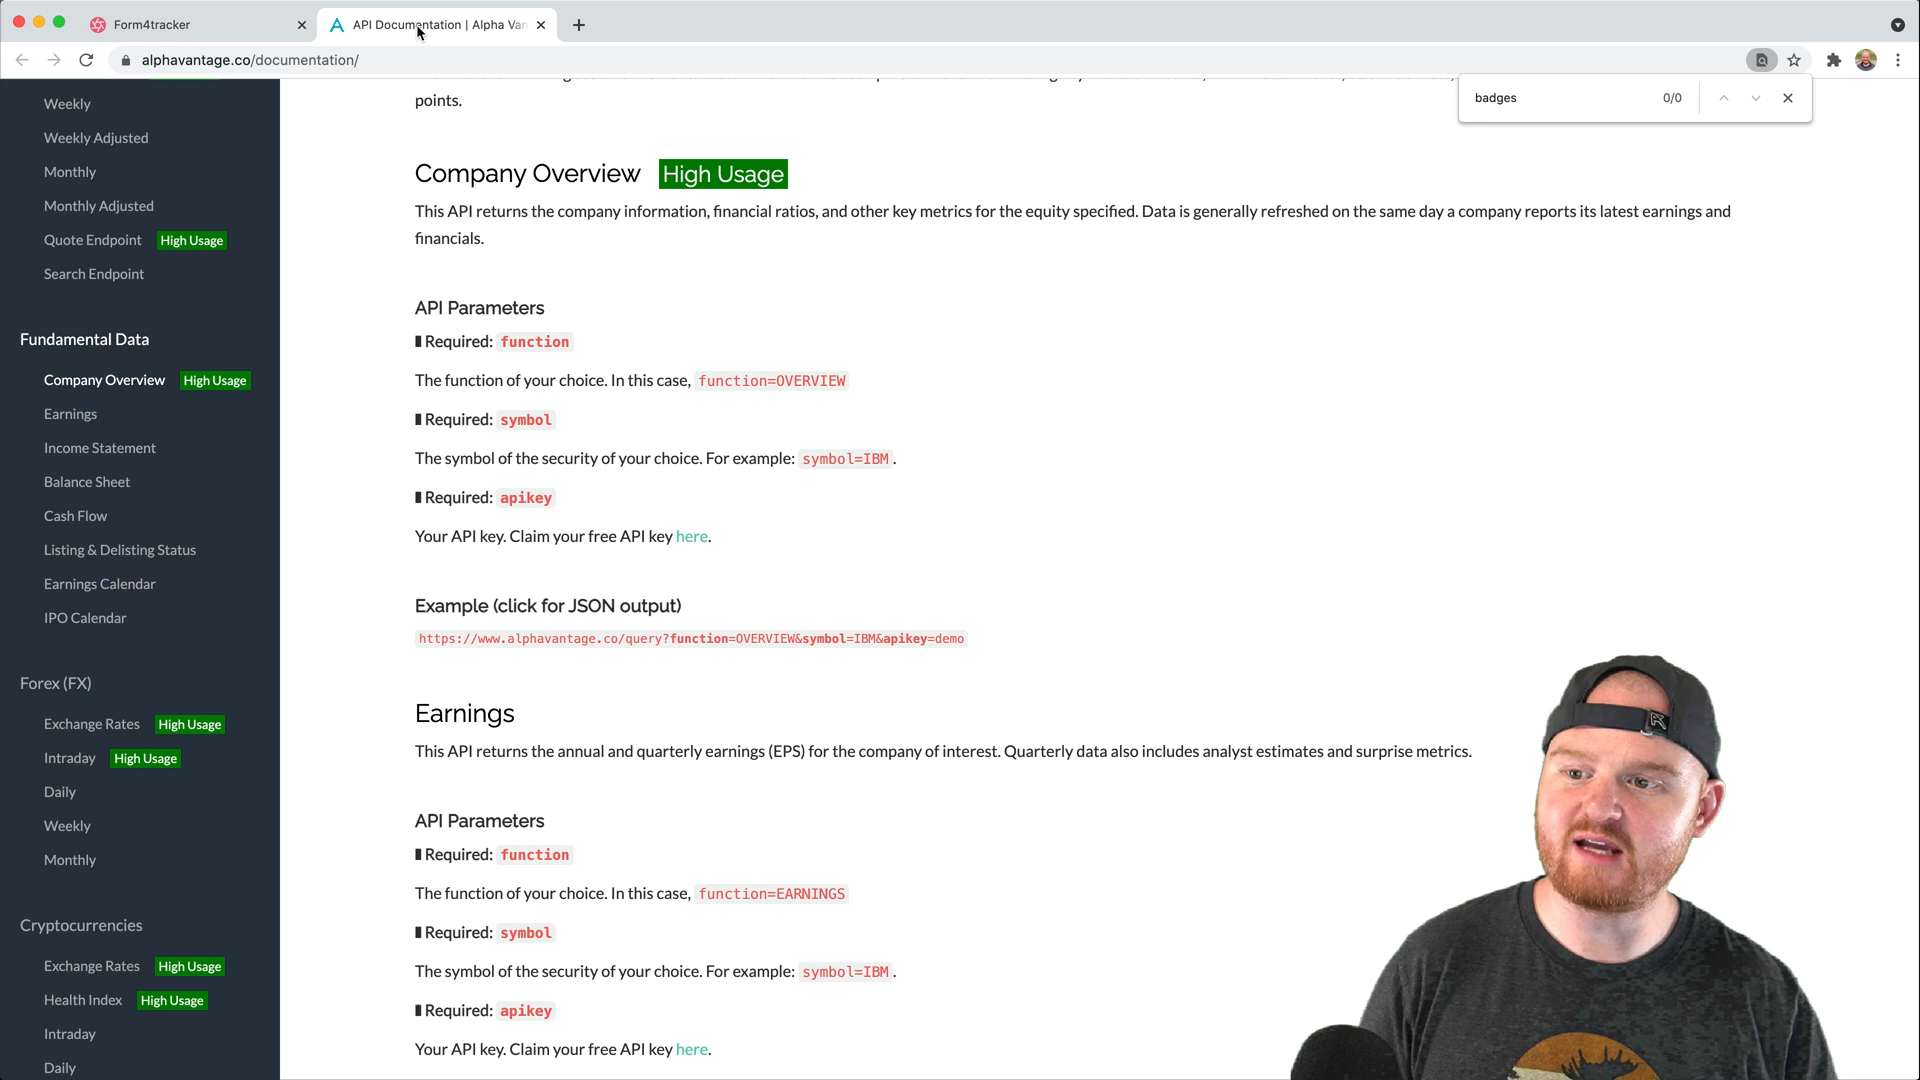 Form4tracker
API Documentation | Alpha Van
alphavantage.co/documentation/
badges
0/0
Weekly
Weekly Adjusted
Monthly
Monthly Adjusted
Quote Endpoint High Usage
Search Endpoint
Fundamental Data
Company Overview High Usage
Earnings
Income Statement
Balance Sheet
Cash Flow
Listing & Delisting Status
Earnings Calendar
IPO Calendar
Forex (FX)
Exchange Rates High Usage
Intraday High Usage
Daily
Weekly
Monthly
Cryptocurrencies
Exchange Rates High Usage
Health Index High Usage
Intraday
Daily
points.
Company Overview High Usage
This API returns the company information, financial ratios, and other key metrics for the equity specified. Data is generally refreshed on the same day a company reports its latest earnings and
financials.
API Parameters
Required: function
The function of your choice. In this case, function=OVERVIEW
Required: symbol
The symbol of the security of your choice. For example: symbol=IBM.
Required: apikey
Your API key. Claim your free API key here.
Example (click for JSON output)
https://www.alphavantage.co/query?function=OVERVIEW&symbol=IBM&apikey=demo
Earnings
This API returns the annual and quarterly earnings (EPS) for the company of interest. Quarterly data also includes analyst estimates and surprise metrics.
API Parameters
Required: function
The function of your choice. In this case, function=EARNINGS
Required: symbol
The symbol of the security of your choice. For example: symbol=IBM.
Required: apikey
Your API key. Claim your free API key here.